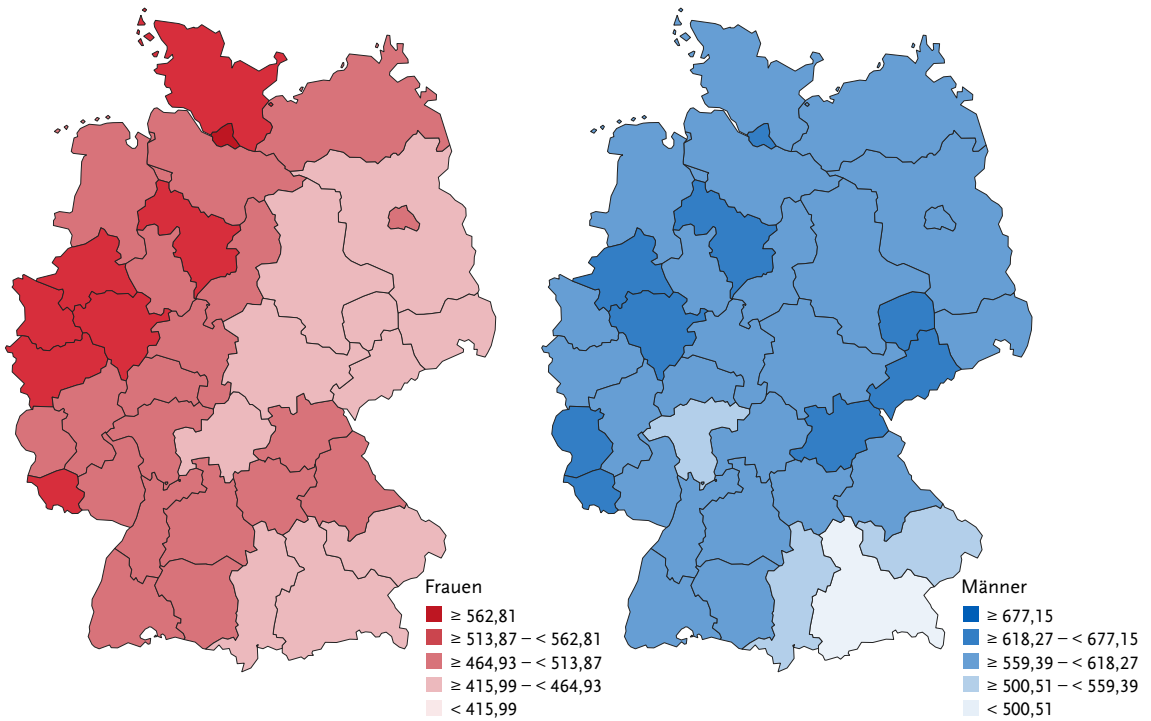 Frauen
≥ 562,81
≥ 513,87 – < 562,81
≥ 464,93 – < 513,87
≥ 415,99 – < 464,93
< 415,99
Männer
≥ 677,15
≥ 618,27 – < 677,15
≥ 559,39 – < 618,27
≥ 500,51 – < 559,39
< 500,51